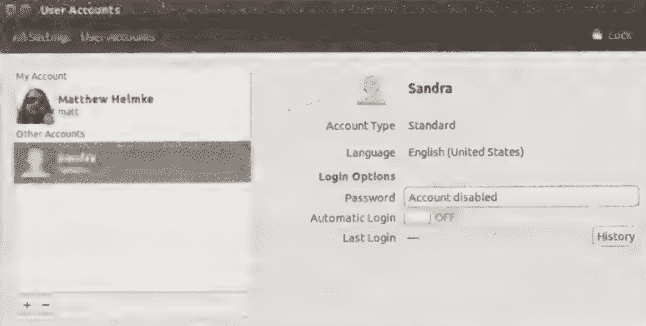 User Accounts
All Settings User Accounts
Lock
My Account
Matthew Helmke
matt
Other Accounts
Sandra
Account Type Standard
Language English (United States)
Login Options
Password Account disabled
Automatic Login OFF
Last Login —
History
+ −